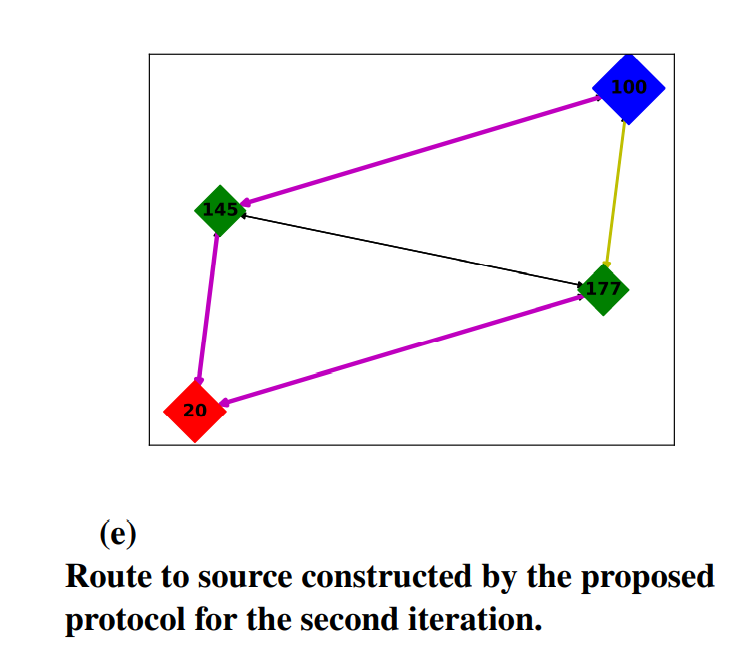 100
145
177
20
(e)
Route to source constructed by the proposed
protocol for the second iteration.